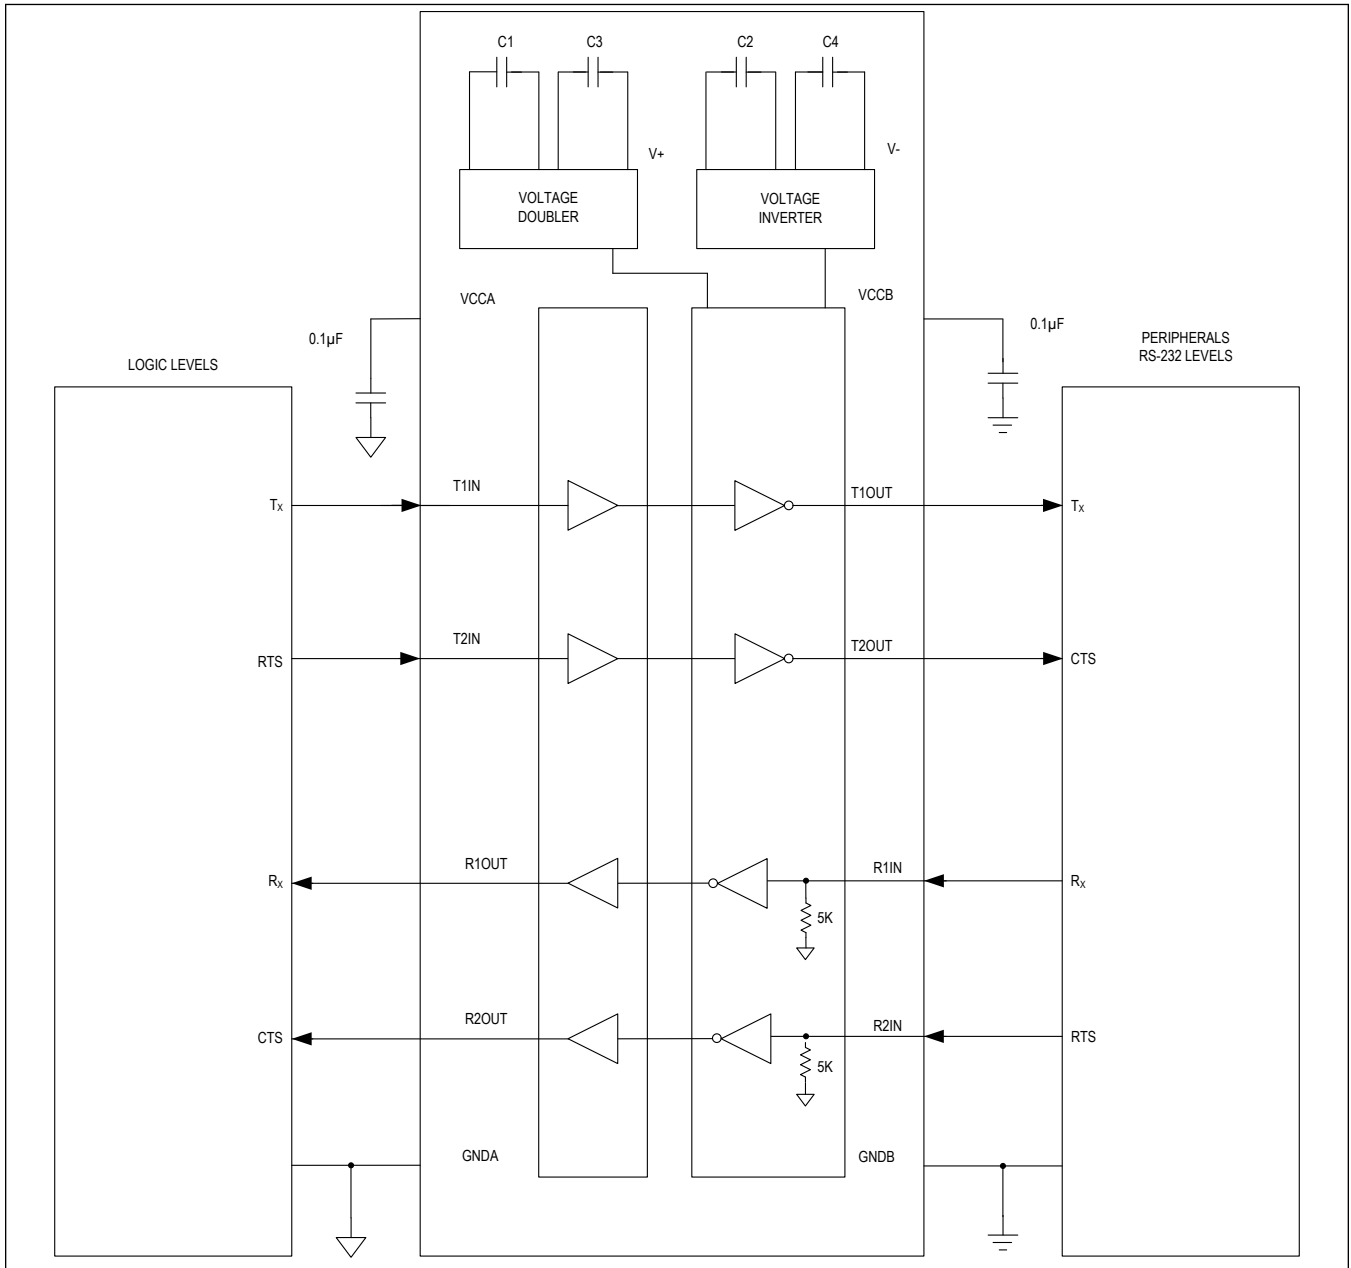 C1
C3
C2
C4
V+
V-
VOLTAGE
DOUBLER
VOLTAGE
INVERTER
VCCA
VCCB
0.1µF
0.1µF
LOGIC LEVELS
PERIPHERALS
RS-232 LEVELS
Tx
T1IN
T1OUT
Tx
RTS
T2IN
T2OUT
CTS
Rx
R1OUT
R1IN
Rx
5K
CTS
R2OUT
R2IN
RTS
5K
GNDA
GNDB